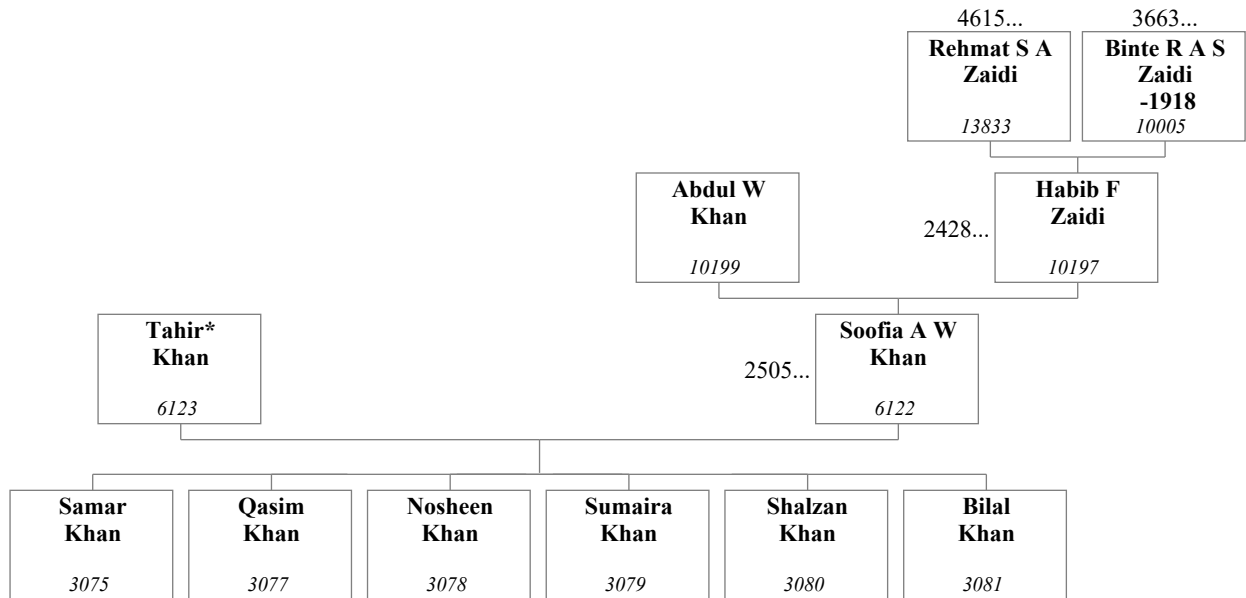 4615...
3663...
Rehmat S A
Zaidi
13833
Binte R A S
Zaidi
-1918
10005
Abdul W
Khan
10199
2428...
Habib F
Zaidi
10197
Tahir*
Khan
6123
2505...
Soofia A W
Khan
6122
Samar
Khan
3075
Qasim
Khan
3077
Nosheen
Khan
3078
Sumaira
Khan
3079
Shalzan
Khan
3080
Bilal
Khan
3081